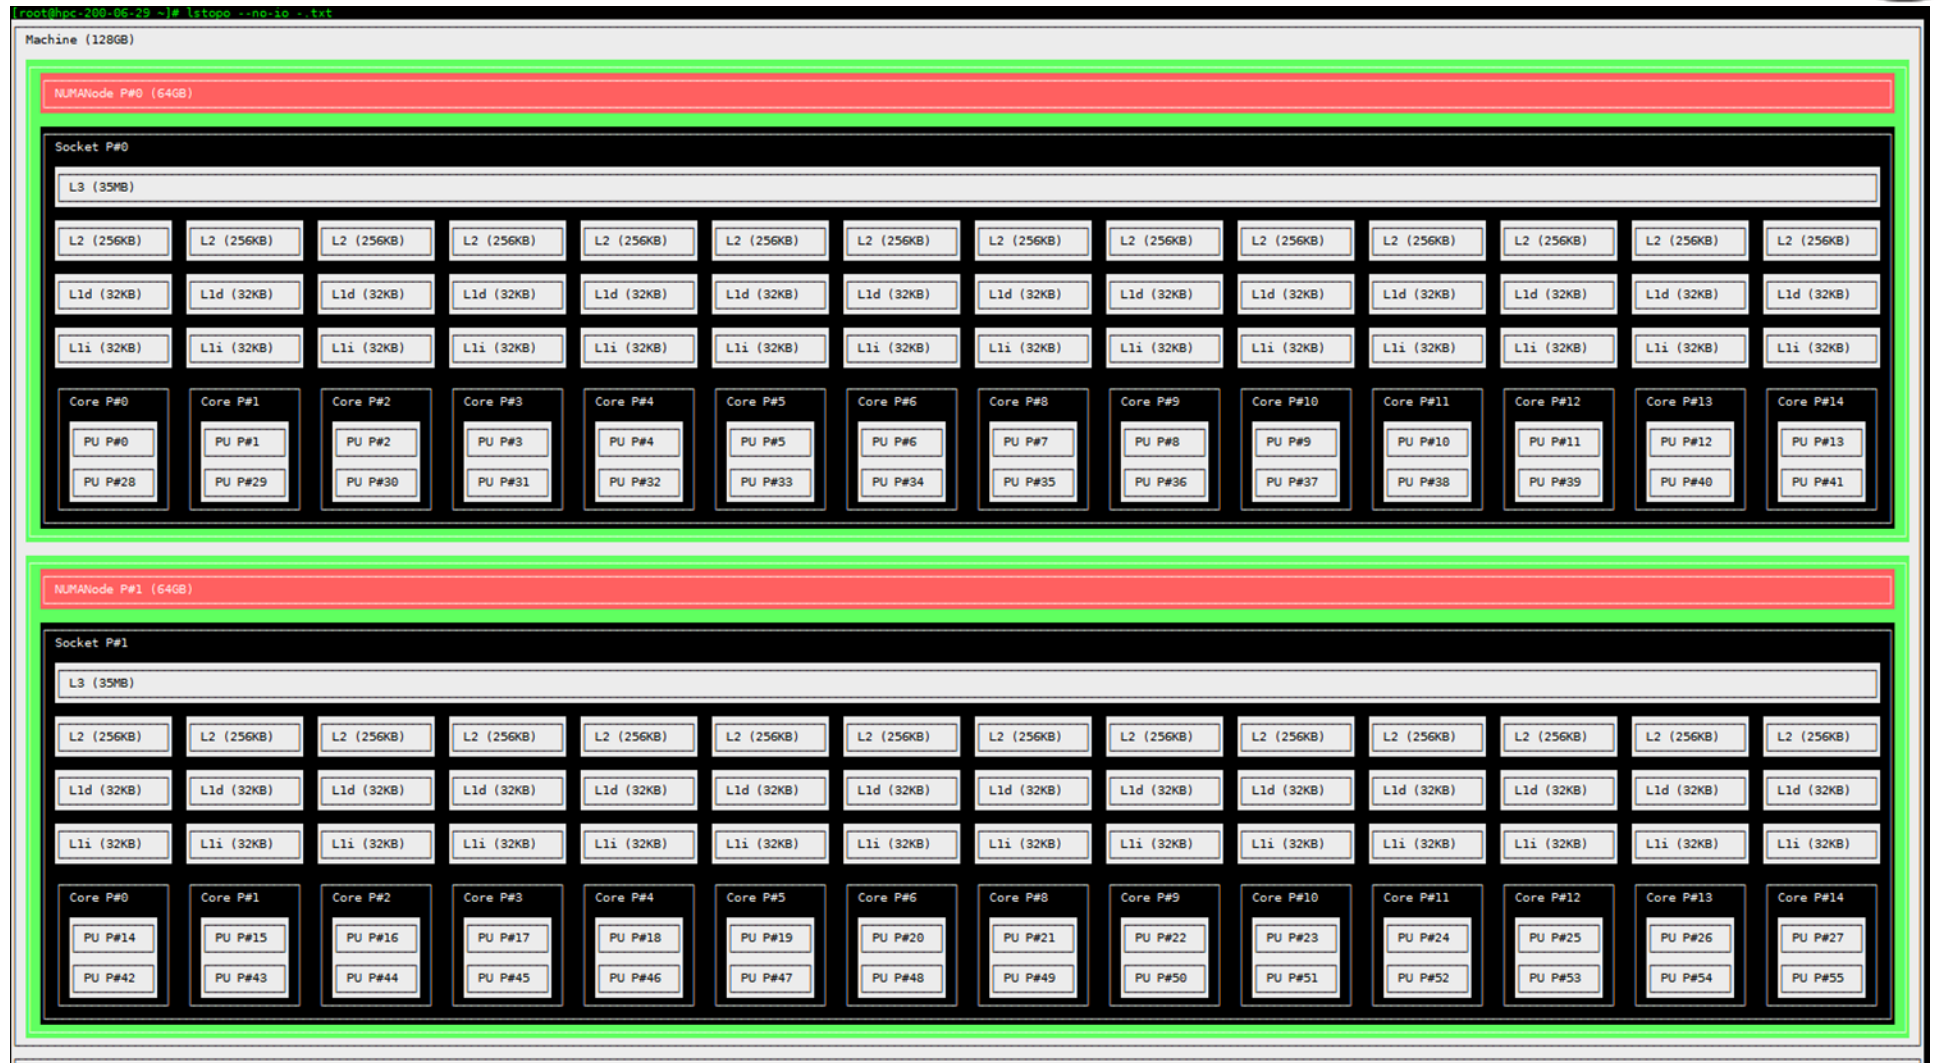 [root@hpc-200-06-29 ~]# lstopo --no-io -.txt
Machine (128GB)
NUMANode P#0 (64GB)
Socket P#0
L3 (35MB)
L2 (256KB) L2 (256KB) L2 (256KB) L2 (256KB) L2 (256KB) L2 (256KB) L2 (256KB) L2 (256KB) L2 (256KB) L2 (256KB) L2 (256KB) L2 (256KB) L2 (256KB) L2 (256KB)
L1d (32KB) L1d (32KB) L1d (32KB) L1d (32KB) L1d (32KB) L1d (32KB) L1d (32KB) L1d (32KB) L1d (32KB) L1d (32KB) L1d (32KB) L1d (32KB) L1d (32KB) L1d (32KB)
L1i (32KB) L1i (32KB) L1i (32KB) L1i (32KB) L1i (32KB) L1i (32KB) L1i (32KB) L1i (32KB) L1i (32KB) L1i (32KB) L1i (32KB) L1i (32KB) L1i (32KB) L1i (32KB)
Core P#0 Core P#1 Core P#2 Core P#3 Core P#4 Core P#5 Core P#6 Core P#8 Core P#9 Core P#10 Core P#11 Core P#12 Core P#13 Core P#14
PU P#0 PU P#1 PU P#2 PU P#3 PU P#4 PU P#5 PU P#6 PU P#7 PU P#8 PU P#9 PU P#10 PU P#11 PU P#12 PU P#13
PU P#28 PU P#29 PU P#30 PU P#31 PU P#32 PU P#33 PU P#34 PU P#35 PU P#36 PU P#37 PU P#38 PU P#39 PU P#40 PU P#41
NUMANode P#1 (64GB)
Socket P#1
L3 (35MB)
L2 (256KB) L2 (256KB) L2 (256KB) L2 (256KB) L2 (256KB) L2 (256KB) L2 (256KB) L2 (256KB) L2 (256KB) L2 (256KB) L2 (256KB) L2 (256KB) L2 (256KB) L2 (256KB)
L1d (32KB) L1d (32KB) L1d (32KB) L1d (32KB) L1d (32KB) L1d (32KB) L1d (32KB) L1d (32KB) L1d (32KB) L1d (32KB) L1d (32KB) L1d (32KB) L1d (32KB) L1d (32KB)
L1i (32KB) L1i (32KB) L1i (32KB) L1i (32KB) L1i (32KB) L1i (32KB) L1i (32KB) L1i (32KB) L1i (32KB) L1i (32KB) L1i (32KB) L1i (32KB) L1i (32KB) L1i (32KB)
Core P#0 Core P#1 Core P#2 Core P#3 Core P#4 Core P#5 Core P#6 Core P#8 Core P#9 Core P#10 Core P#11 Core P#12 Core P#13 Core P#14
PU P#14 PU P#15 PU P#16 PU P#17 PU P#18 PU P#19 PU P#20 PU P#21 PU P#22 PU P#23 PU P#24 PU P#25 PU P#26 PU P#27
PU P#42 PU P#43 PU P#44 PU P#45 PU P#46 PU P#47 PU P#48 PU P#49 PU P#50 PU P#51 PU P#52 PU P#53 PU P#54 PU P#55